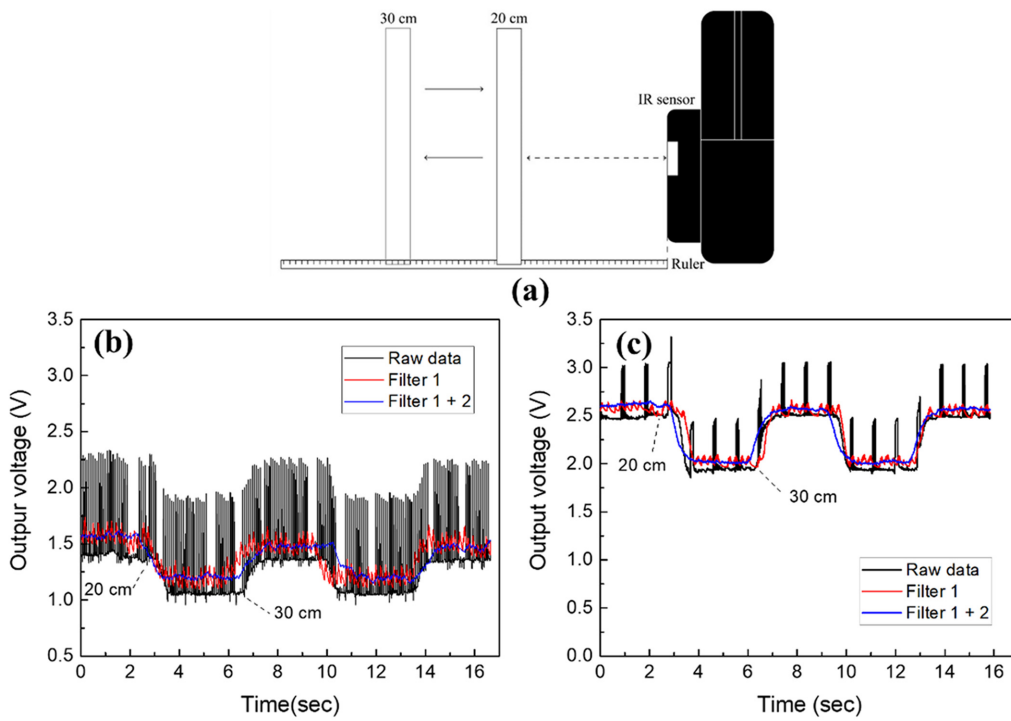 30 cm
20 cm
IR sensor
Ruler
(a)
(b)
3.5
3.0
2.5
2.0
1.5
1.0
0.5
Outpur voltage (V)
Raw data
Filter 1
Filter 1 + 2
20 cm
30 cm
0 2 4 6 8 10 12 14 16
Time(sec)
(c)
3.5
3.0
2.5
2.0
1.5
1.0
0.5
0.0
Output voltage (V)
20 cm
30 cm
Raw data
Filter 1
Filter 1 + 2
0 2 4 6 8 10 12 14 16
Time (sec)